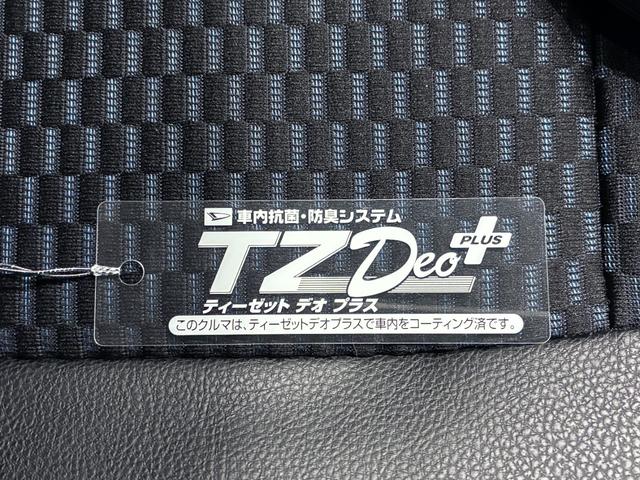 車内抗菌・防臭システム
TZDeo PLUS
ティーゼット デオ プラス
このクルマは、ティーゼットデオプラスで車内をコーティング済です。